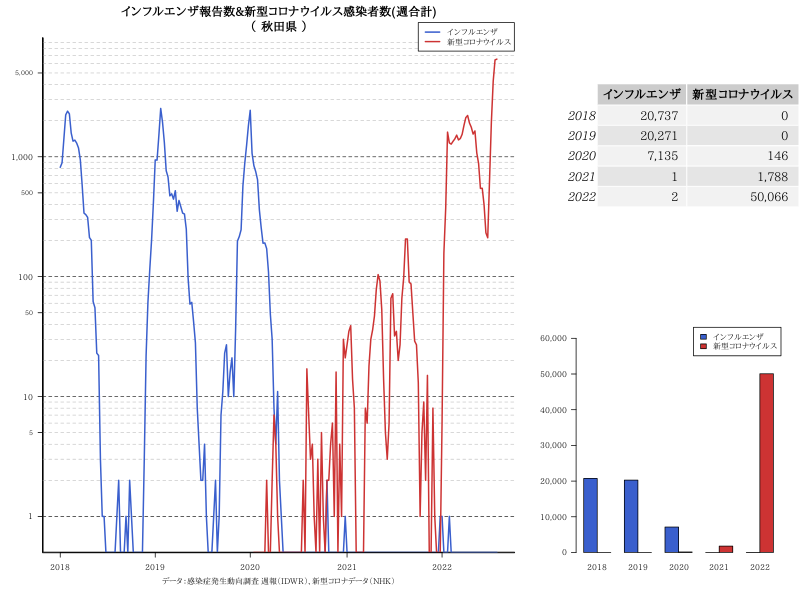 インフルエンザ報告数&新型コロナウイルス感染者数(週合計)
( 秋田県 )
インフルエンザ
新型コロナウイルス
5,000
1,000
500
100
50
10
5
1
2018 2019 2020 2021 2022
データ:感染症発生動向調査 週報(IDWR)、新型コロナデータ(NHK)
インフルエンザ 新型コロナウイルス
2018 20,737 0
2019 20,271 0
2020 7,135 146
2021 1 1,788
2022 2 50,066
インフルエンザ
新型コロナウイルス
60,000
50,000
40,000
30,000
20,000
10,000
0
2018 2019 2020 2021 2022